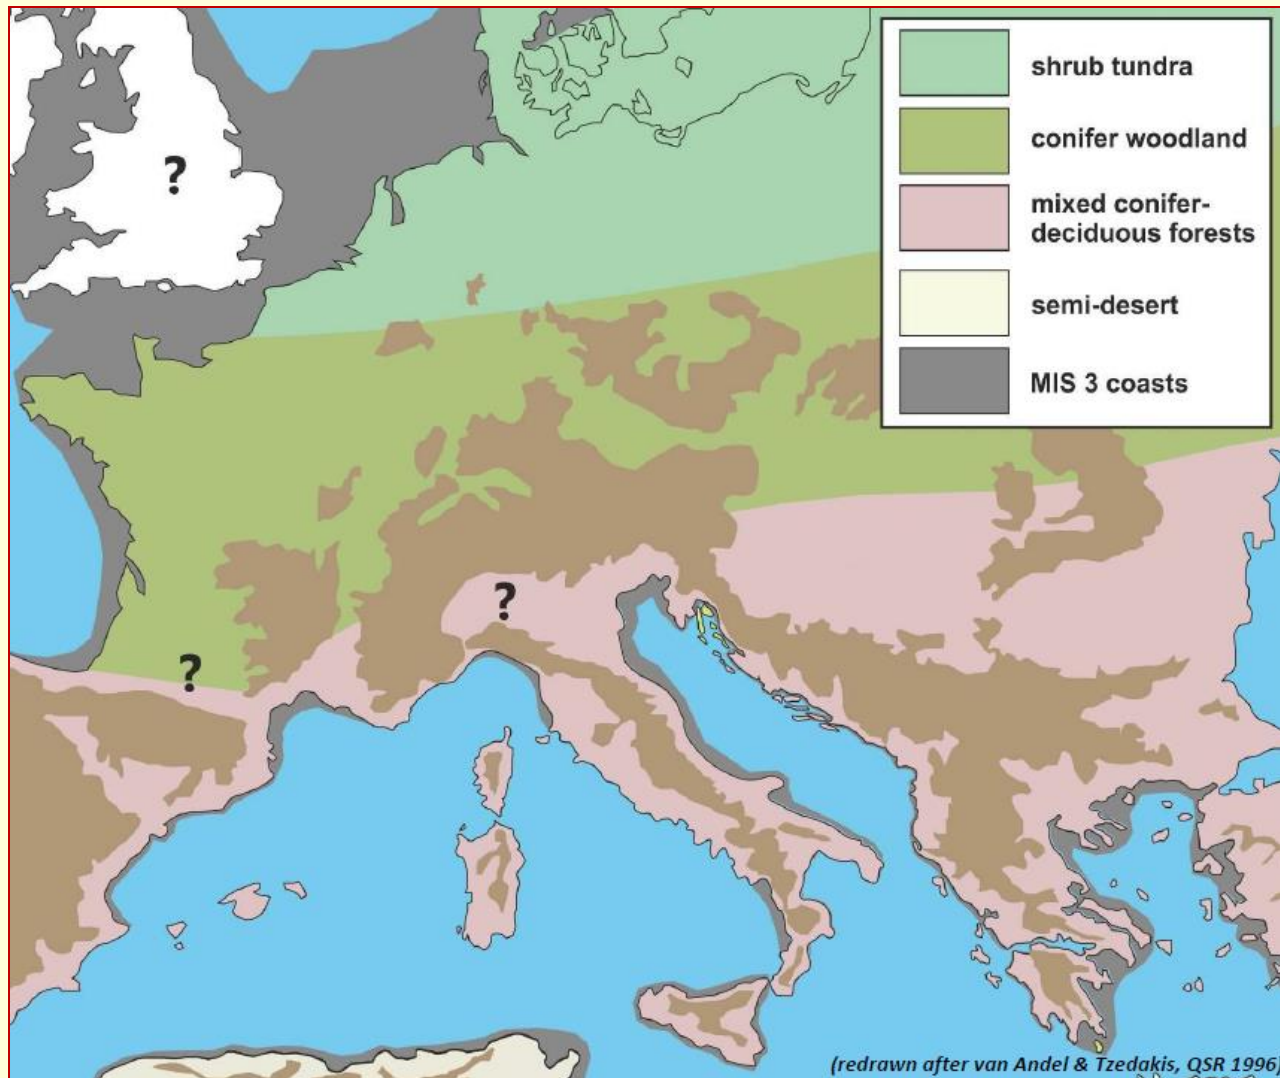 shrub tundra
conifer woodland
mixed conifer-
deciduous forests
semi-desert
MIS 3 coasts
?
?
?
(redrawn after van Andel & Tzedakis, QSR 1996)